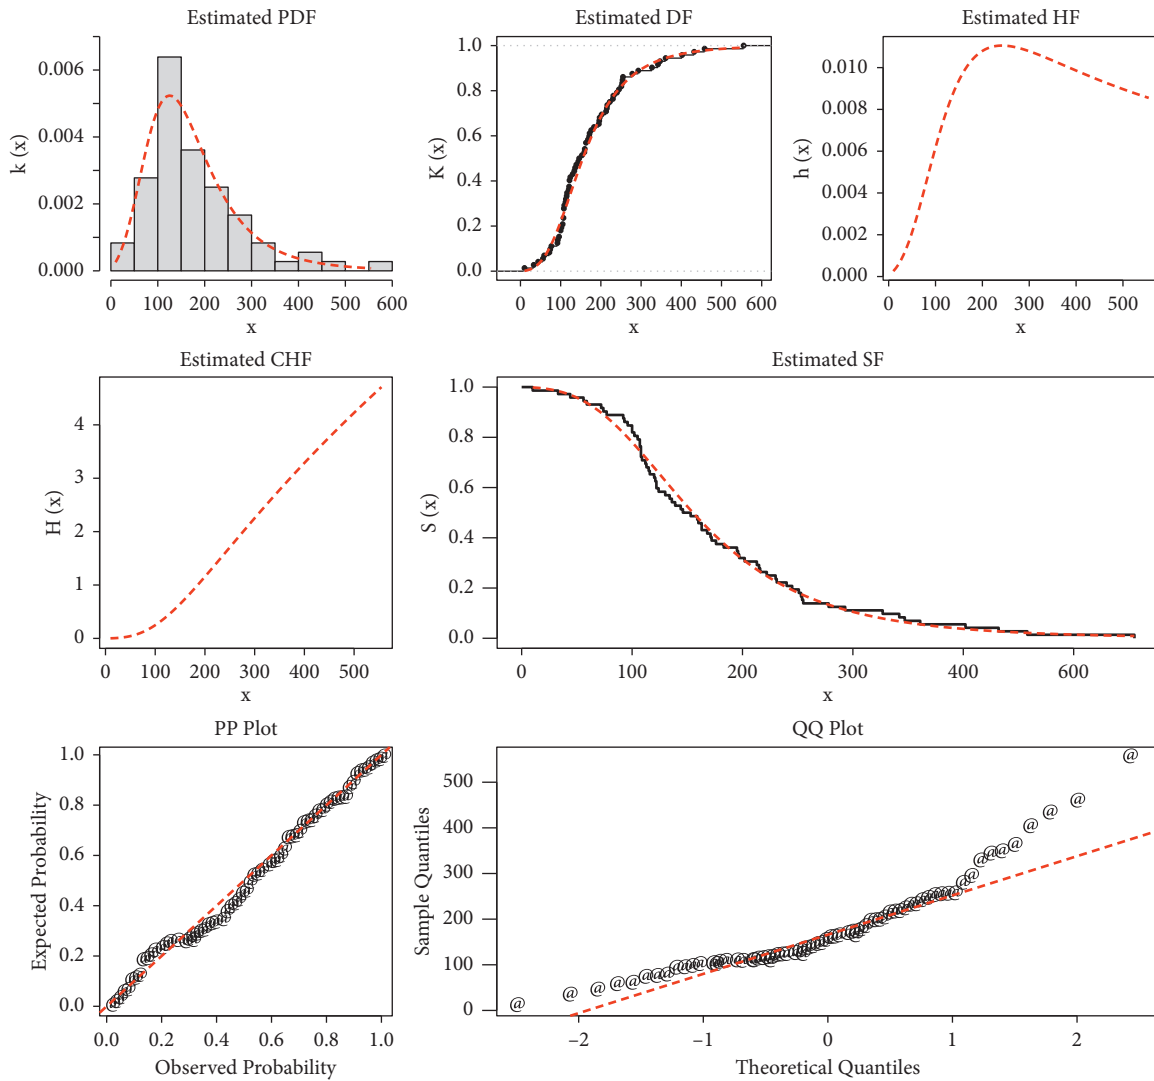 Estimated PDF
k (x)
0.006
0.004
0.002
0.000
0 100 200 300 400 500 600
x
Estimated DF
K (x)
1.0
0.8
0.6
0.4
0.2
0.0
0 100 200 300 400 500 600
x
Estimated HF
h (x)
0.010
0.008
0.006
0.004
0.002
0.000
0 100 200 300 400 500
x
Estimated CHF
H (x)
4
3
2
1
0
0 100 200 300 400 500
x
Estimated SF
S (x)
1.0
0.8
0.6
0.4
0.2
0.0
0 100 200 300 400 600
x
PP Plot
Expected Probability
1.0
0.8
0.6
0.4
0.2
0.0
0.0 0.2 0.4 0.6 0.8 1.0
Observed Probability
QQ Plot
Sample Quantiles
500
400
300
200
100
0
−2 −1 0 1 2
Theoretical Quantiles